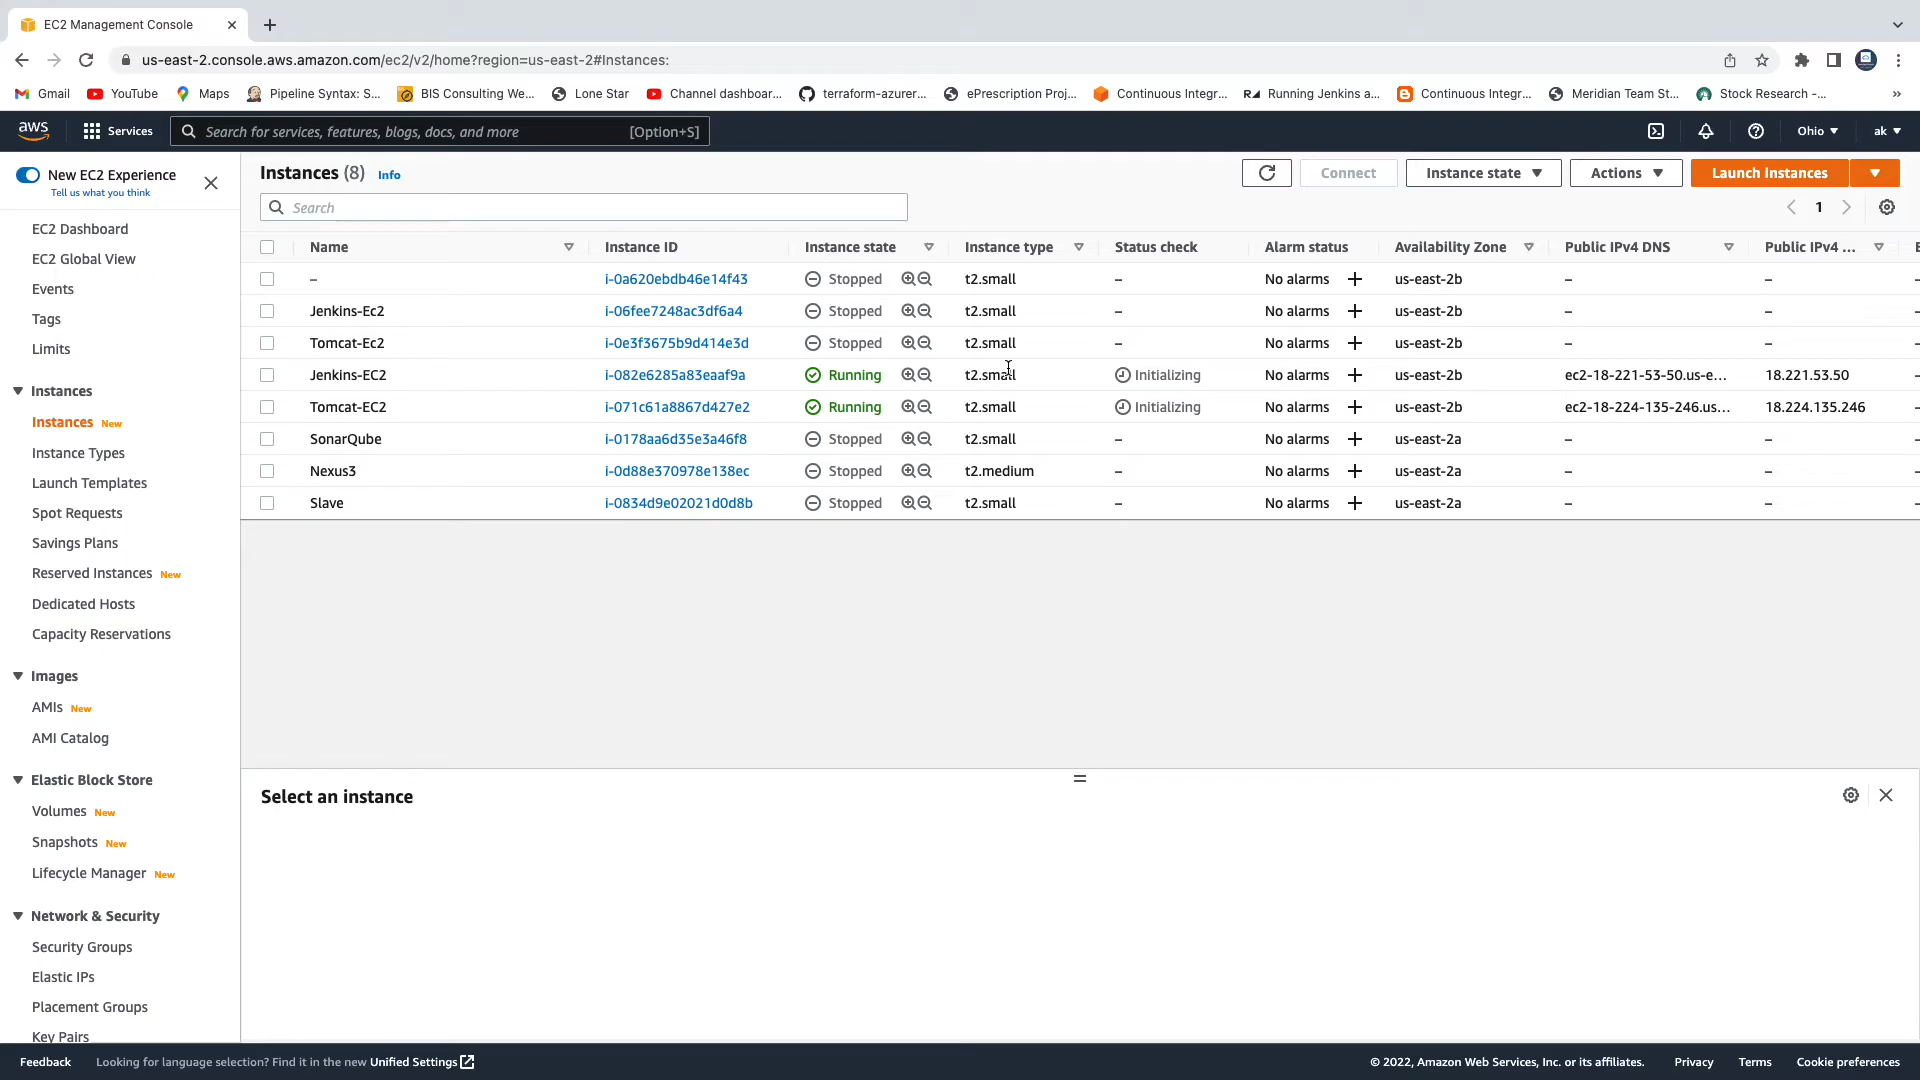 EC2 Management Console
us-east-2.console.aws.amazon.com/ec2/v2/home?region=us-east-2#Instances:
Gmail YouTube Maps Pipeline Syntax: S... BIS Consulting We... Lone Star Channel dashboar... terraform-azurer... ePrescription Proj... Continuous Integr... Running Jenkins a... Continuous Integr... Meridian Team St... Stock Research -... »
aws Services Search for services, features, blogs, docs, and more [Option+S] Ohio ak
New EC2 Experience
Tell us what you think
EC2 Dashboard
EC2 Global View
Events
Tags
Limits
Instances
Instances New
Instance Types
Launch Templates
Spot Requests
Savings Plans
Reserved Instances New
Dedicated Hosts
Capacity Reservations
Images
AMIs New
AMI Catalog
Elastic Block Store
Volumes New
Snapshots New
Lifecycle Manager New
Network & Security
Security Groups
Elastic IPs
Placement Groups
Key Pairs
Instances (8) Info Connect Instance state Actions Launch instances
Search 1
Name Instance ID Instance state Instance type Status check Alarm status Availability Zone Public IPv4 DNS Public IPv4 ... E
– i-0a620ebdb46e14f43 Stopped t2.small – No alarms + us-east-2b – – –
Jenkins-Ec2 i-06fee7248ac3df6a4 Stopped t2.small – No alarms + us-east-2b – – –
Tomcat-Ec2 i-0e3f3675b9d414e3d Stopped t2.small – No alarms + us-east-2b – – –
Jenkins-EC2 i-082e6285a83eaaf9a Running t2.small Initializing No alarms + us-east-2b ec2-18-221-53-50.us-e... 18.221.53.50 –
Tomcat-EC2 i-071c61a8867d427e2 Running t2.small Initializing No alarms + us-east-2b ec2-18-224-135-246.us... 18.224.135.246 –
SonarQube i-0178aa6d35e3a46f8 Stopped t2.small – No alarms + us-east-2a – – –
Nexus3 i-0d88e370978e138ec Stopped t2.medium – No alarms + us-east-2a – – –
Slave i-0834d9e02021d0d8b Stopped t2.small – No alarms + us-east-2a – – –
Select an instance
Feedback Looking for language selection? Find it in the new Unified Settings © 2022, Amazon Web Services, Inc. or its affiliates. Privacy Terms Cookie preferences